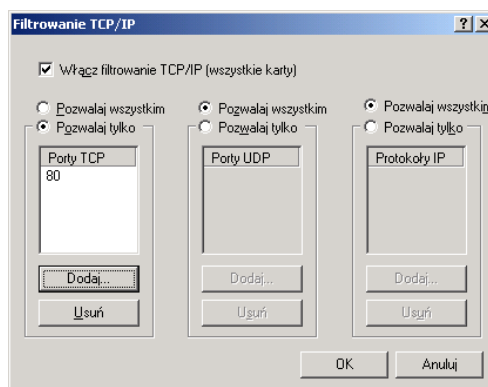 Filtrowanie TCP/IP
Włącz filtrowanie TCP/IP (wszystkie karty)
Pozwalaj wszystkim
Pozwalaj tylko
Porty TCP
80
Dodaj...
Usuń
Pozwalaj wszystkim
Pozwalaj tylko
Porty UDP
Dodaj...
Usuń
Pozwalaj wszystkim
Pozwalaj tylko
Protokoły IP
Dodaj...
Usuń
OK
Anuluj